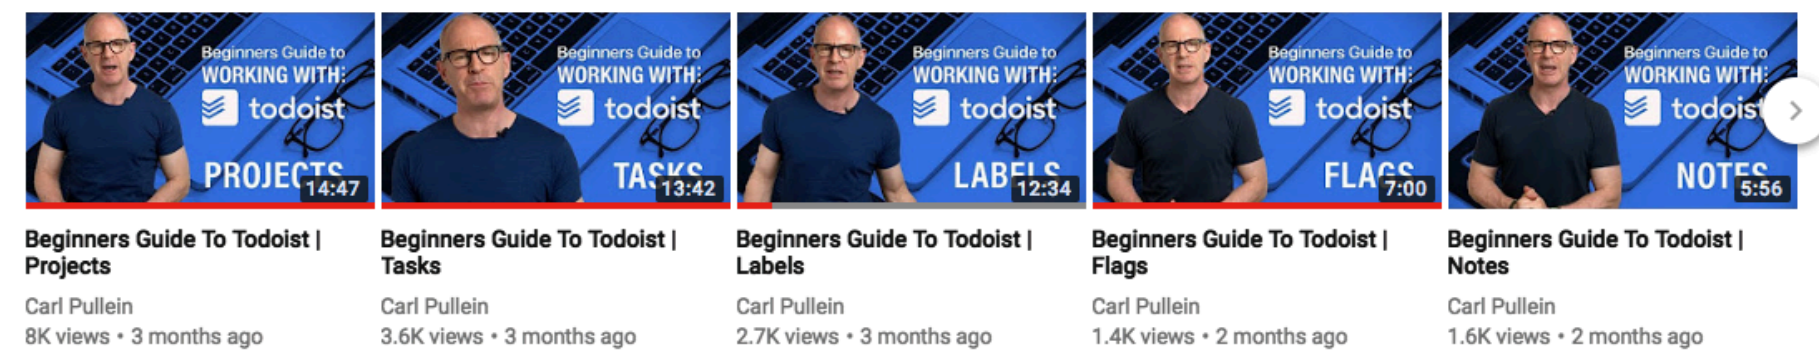 Beginners Guide to
WORKING WITH:
todoist
PROJECTS
14:47
Beginners Guide To Todoist |
Projects
Carl Pullein
8K views • 3 months ago
Beginners Guide to
WORKING WITH:
todoist
TASKS
13:42
Beginners Guide To Todoist |
Tasks
Carl Pullein
3.6K views • 3 months ago
Beginners Guide to
WORKING WITH:
todoist
LABELS
12:34
Beginners Guide To Todoist |
Labels
Carl Pullein
2.7K views • 3 months ago
Beginners Guide to
WORKING WITH:
todoist
FLAGS
7:00
Beginners Guide To Todoist |
Flags
Carl Pullein
1.4K views • 2 months ago
Beginners Guide to
WORKING WITH:
todoist
NOTES
5:56
Beginners Guide To Todoist |
Notes
Carl Pullein
1.6K views • 2 months ago